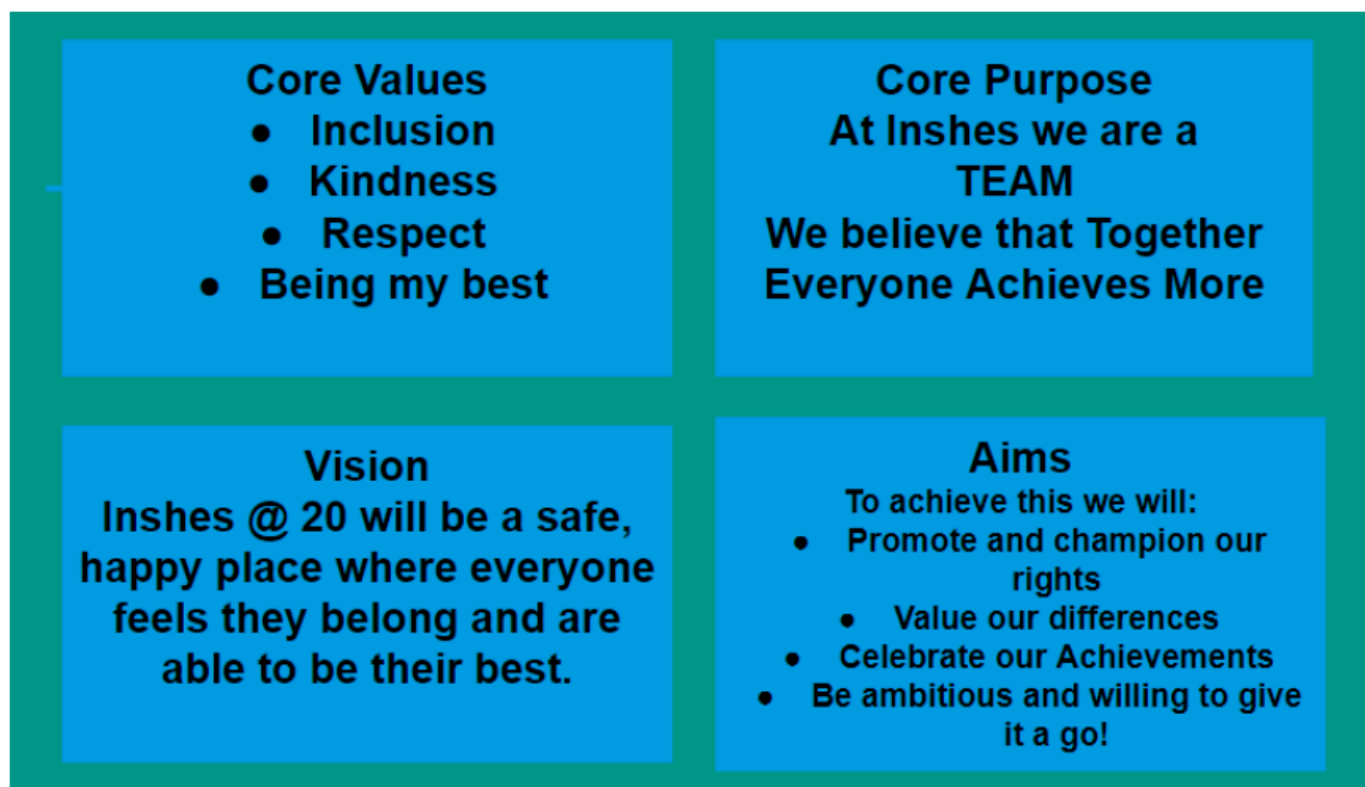 Core Values
● Inclusion
● Kindness
● Respect
● Being my best
Core Purpose
At Inshes we are a
TEAM
We believe that Together
Everyone Achieves More
Vision
Inshes @ 20 will be a safe,
happy place where everyone
feels they belong and are
able to be their best.
Aims
To achieve this we will:
● Promote and champion our
rights
● Value our differences
● Celebrate our Achievements
● Be ambitious and willing to give
it a go!